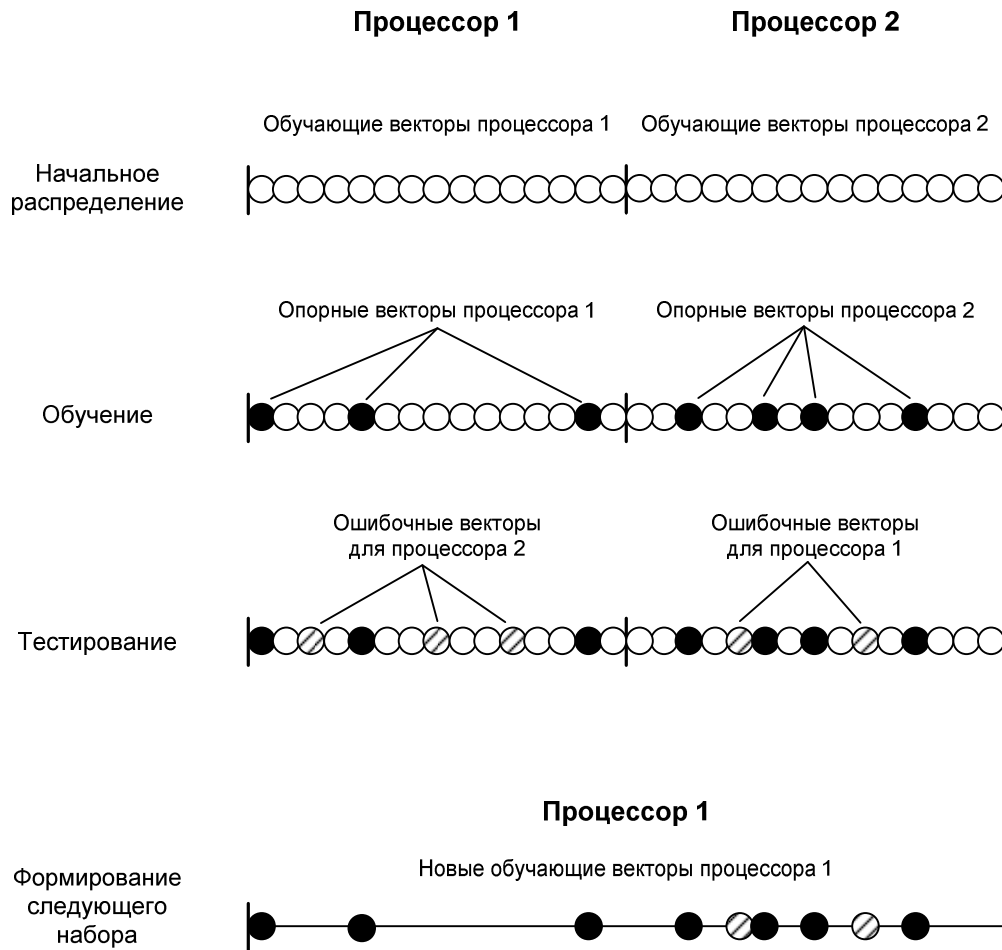 Процессор 1
Процессор 2
Обучающие векторы процессора 1
Обучающие векторы процессора 2
Начальное
распределение
Опорные векторы процессора 1
Опорные векторы процессора 2
Обучение
Ошибочные векторы
для процессора 2
Ошибочные векторы
для процессора 1
Тестирование
Процессор 1
Новые обучающие векторы процессора 1
Формирование
следующего
набора